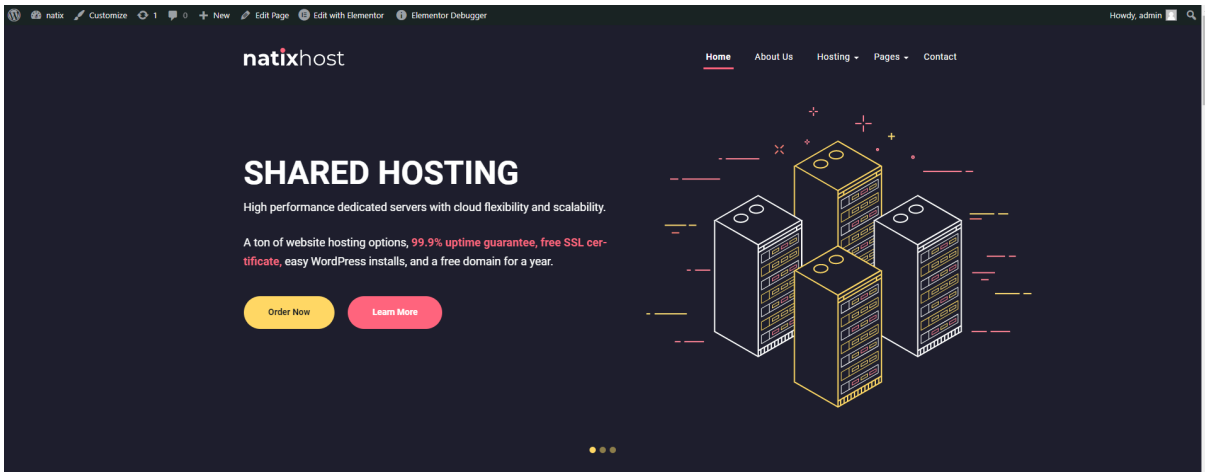 natix Customize 1 0 New Edit Page Edit with Elementor Elementor Debugger Howdy, admin
natixhost Home About Us Hosting Pages Contact
SHARED HOSTING
High performance dedicated servers with cloud flexibility and scalability.
A ton of website hosting options, 99.9% uptime guarantee, free SSL cer-
tificate, easy WordPress installs, and a free domain for a year.
Order Now Learn More